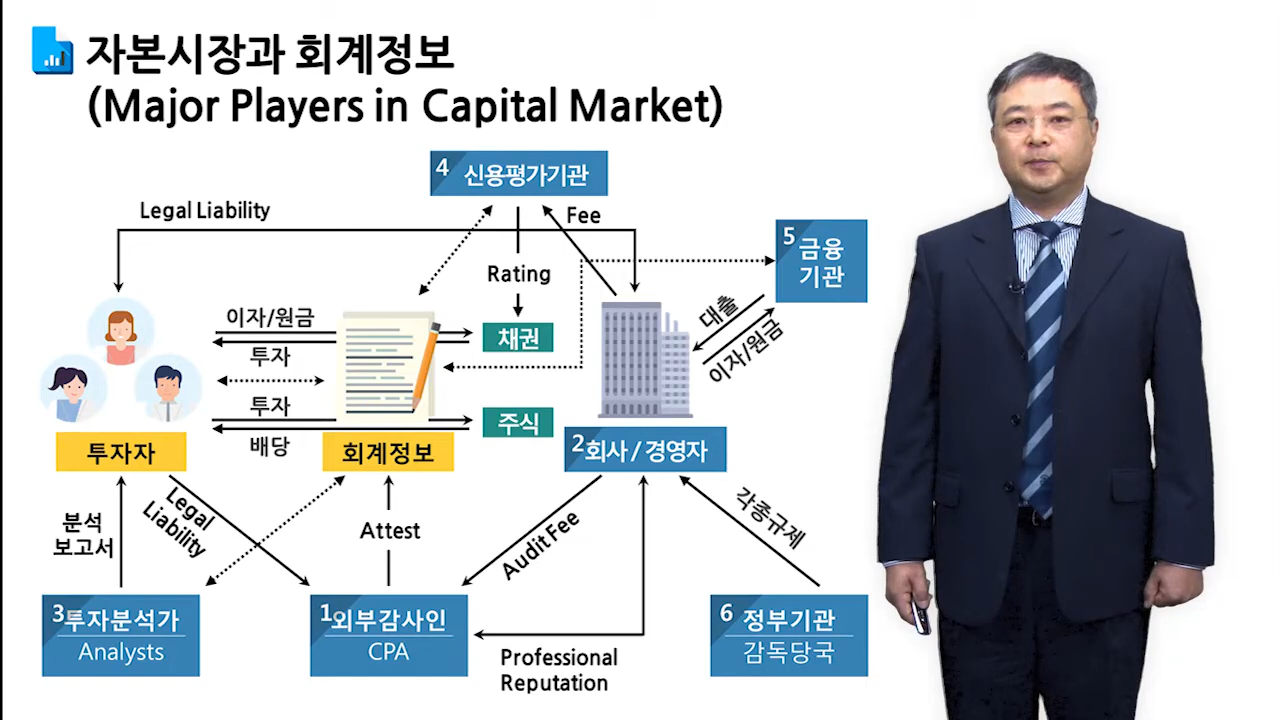 자본시장과 회계정보
(Major Players in Capital Market)
4 신용평가기관
Legal Liability
Fee
5 금융
기관
Rating
대출
이자/원금
이자/원금
채권
투자
투자
주식
배당
투자자
회계정보
2 회사 / 경영자
분석
보고서
Legal
Liability
Attest
Audit Fee
각종규제
3 투자분석가
Analysts
1 외부감사인
CPA
Professional
Reputation
6 정부기관
감독당국